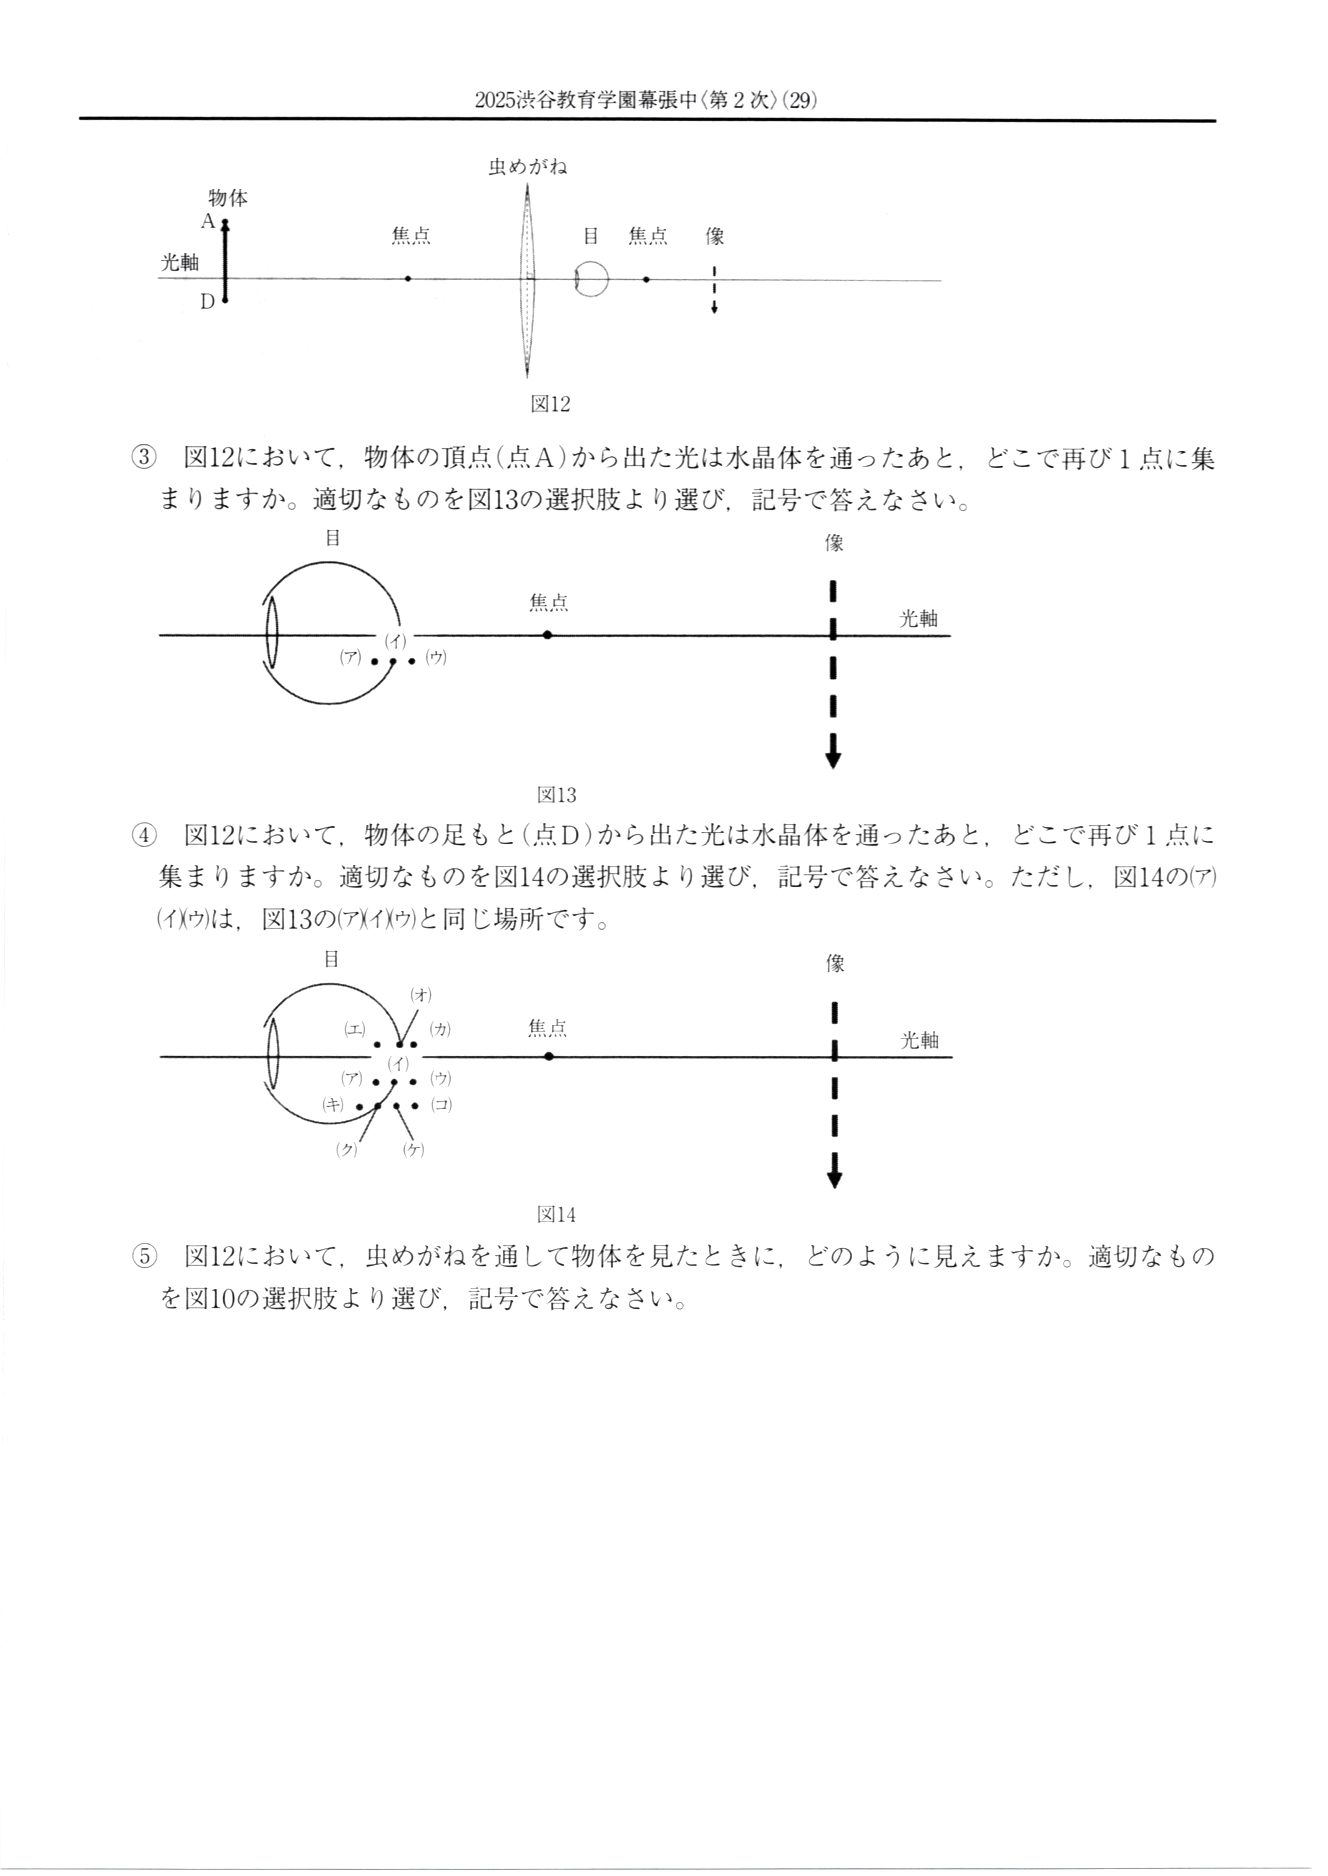 2025渋谷教育学園幕張中〈第2次〉(29)
虫めがね
物体
A
焦点
目
焦点
像
光軸
D
図12
③ 図12において，物体の頂点(点A)から出た光は水晶体を通ったあと，どこで再び1点に集
まりますか。適切なものを図13の選択肢より選び，記号で答えなさい。
目
像
焦点
光軸
(イ)
(ア)
(ウ)
図13
④ 図12において，物体の足もと(点D)から出た光は水晶体を通ったあと，どこで再び1点に
集まりますか。適切なものを図14の選択肢より選び，記号で答えなさい。ただし，図14の(ア)
(イ)(ウ)は，図13の(ア)(イ)(ウ)と同じ場所です。
目
像
(オ)
(エ)
(カ)
焦点
光軸
(イ)
(ア)
(ウ)
(キ)
(コ)
(ク)
(ケ)
図14
⑤ 図12において，虫めがねを通して物体を見たときに，どのように見えますか。適切なもの
を図10の選択肢より選び，記号で答えなさい。